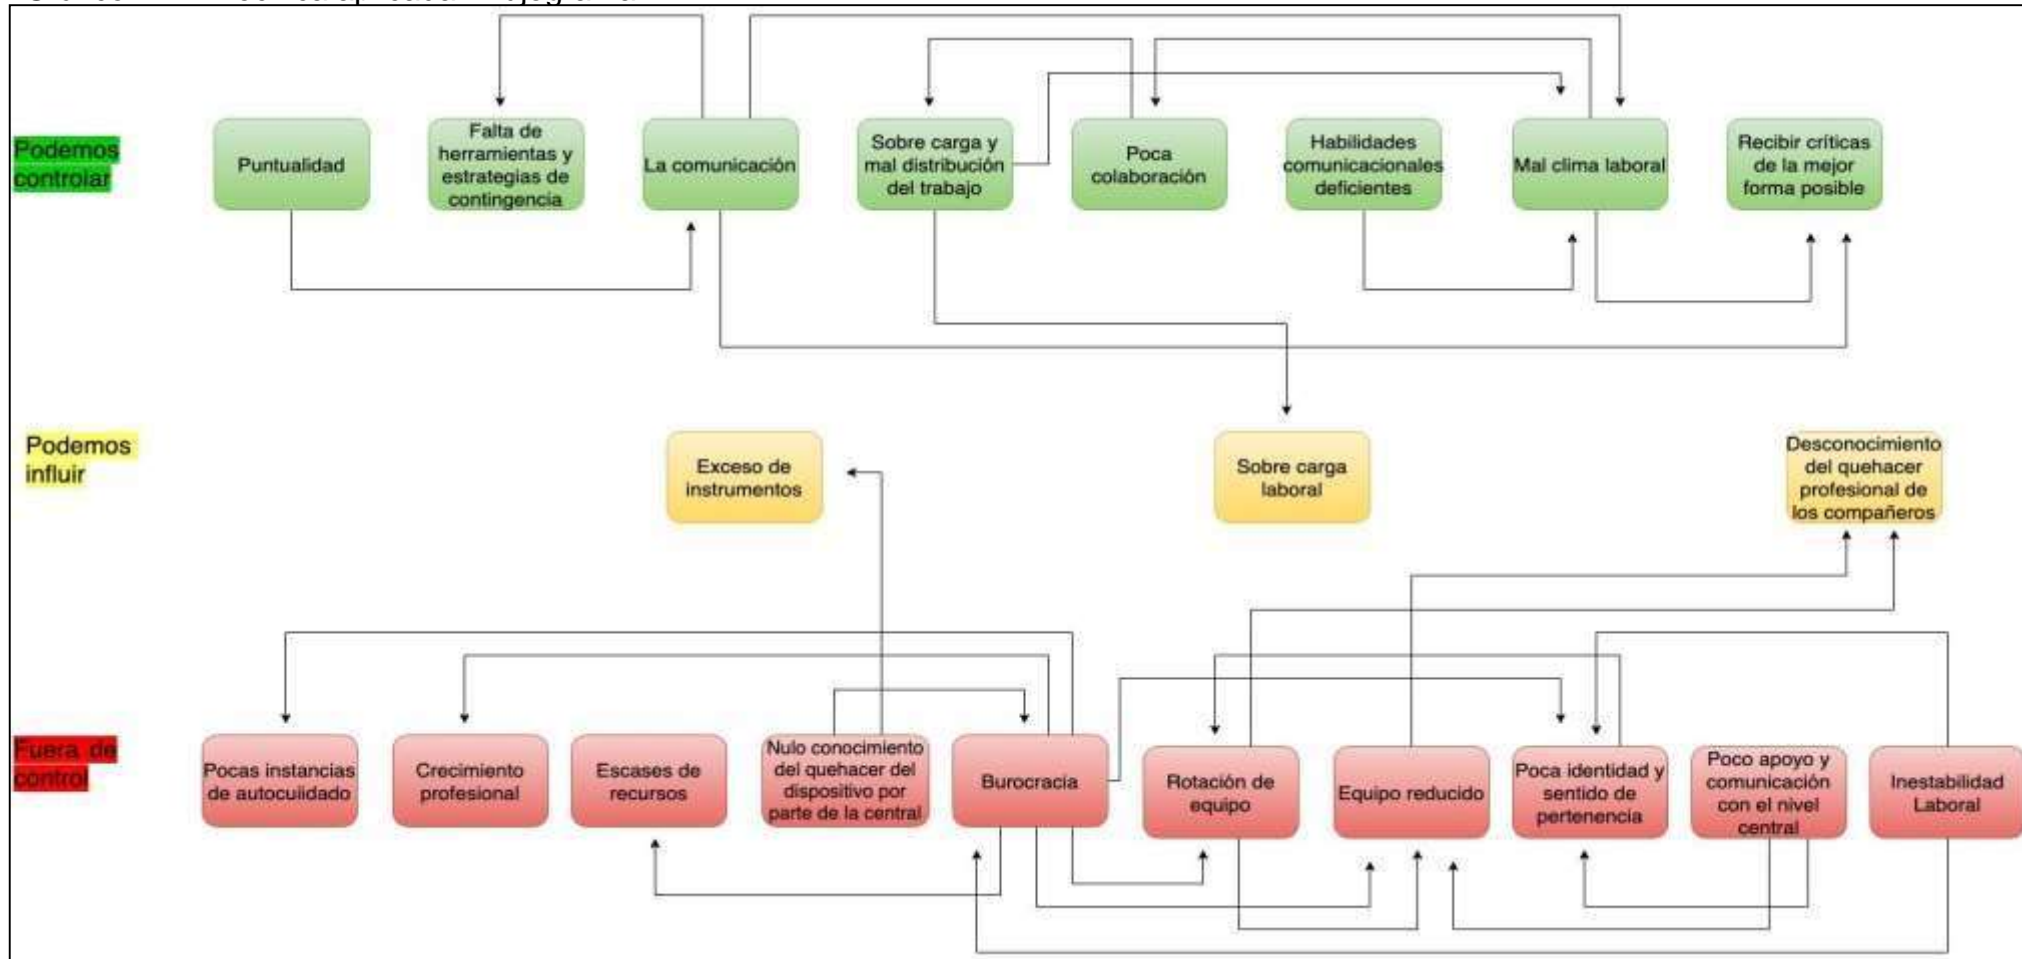 Podemos
controlar
Puntualidad
Falta de
herramientas y
estrategias de
contingencia
La comunicación
Sobre carga y
mal distribución
del trabajo
Poca
colaboración
Habilidades
comunicacionales
deficientes
Mal clima laboral
Recibir críticas
de la mejor
forma posible
Podemos
influir
Exceso de
instrumentos
Sobre carga
laboral
Desconocimiento
del quehacer
profesional de
los compañeros
Fuera de
control
Pocas instancias
de autocuiidado
Crecimiento
profesional
Escases de
recursos
Nulo conocimiento
del quehacer del
dispositivo por
parte de la central
Burocracia
Rotación de
equipo
Equipo reducido
Poca identidad y
sentido de
pertenencia
Poco apoyo y
comunicación
con el nivel
central
Inestabilidad
Laboral